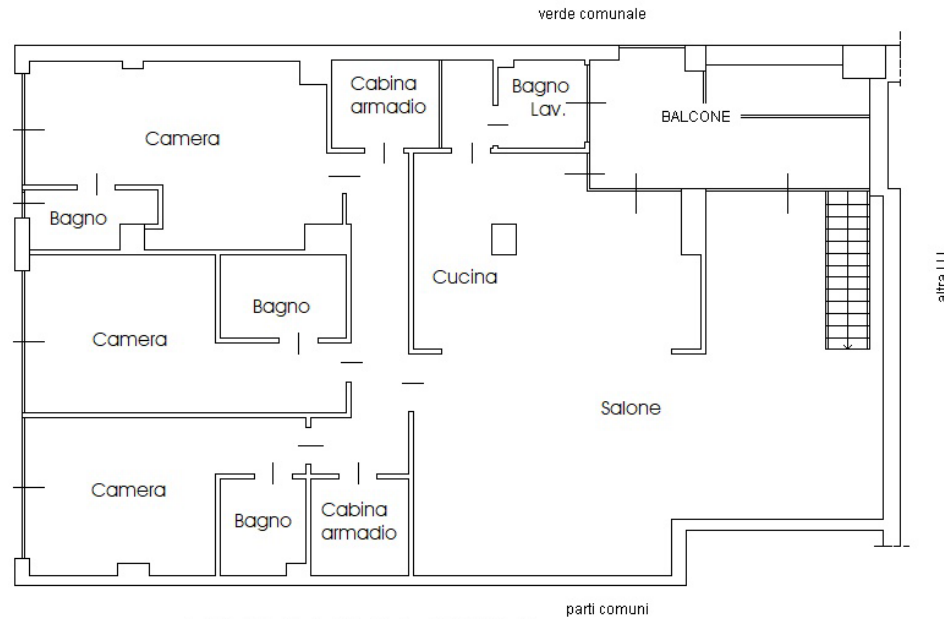 verde comunale
Cabina
armadio
Bagno
Lav.
Camera
BALCONE
Bagno
Cucina
altra U.I.
Bagno
Camera
Salone
Camera
Cabina
armadio
Bagno
parti comuni